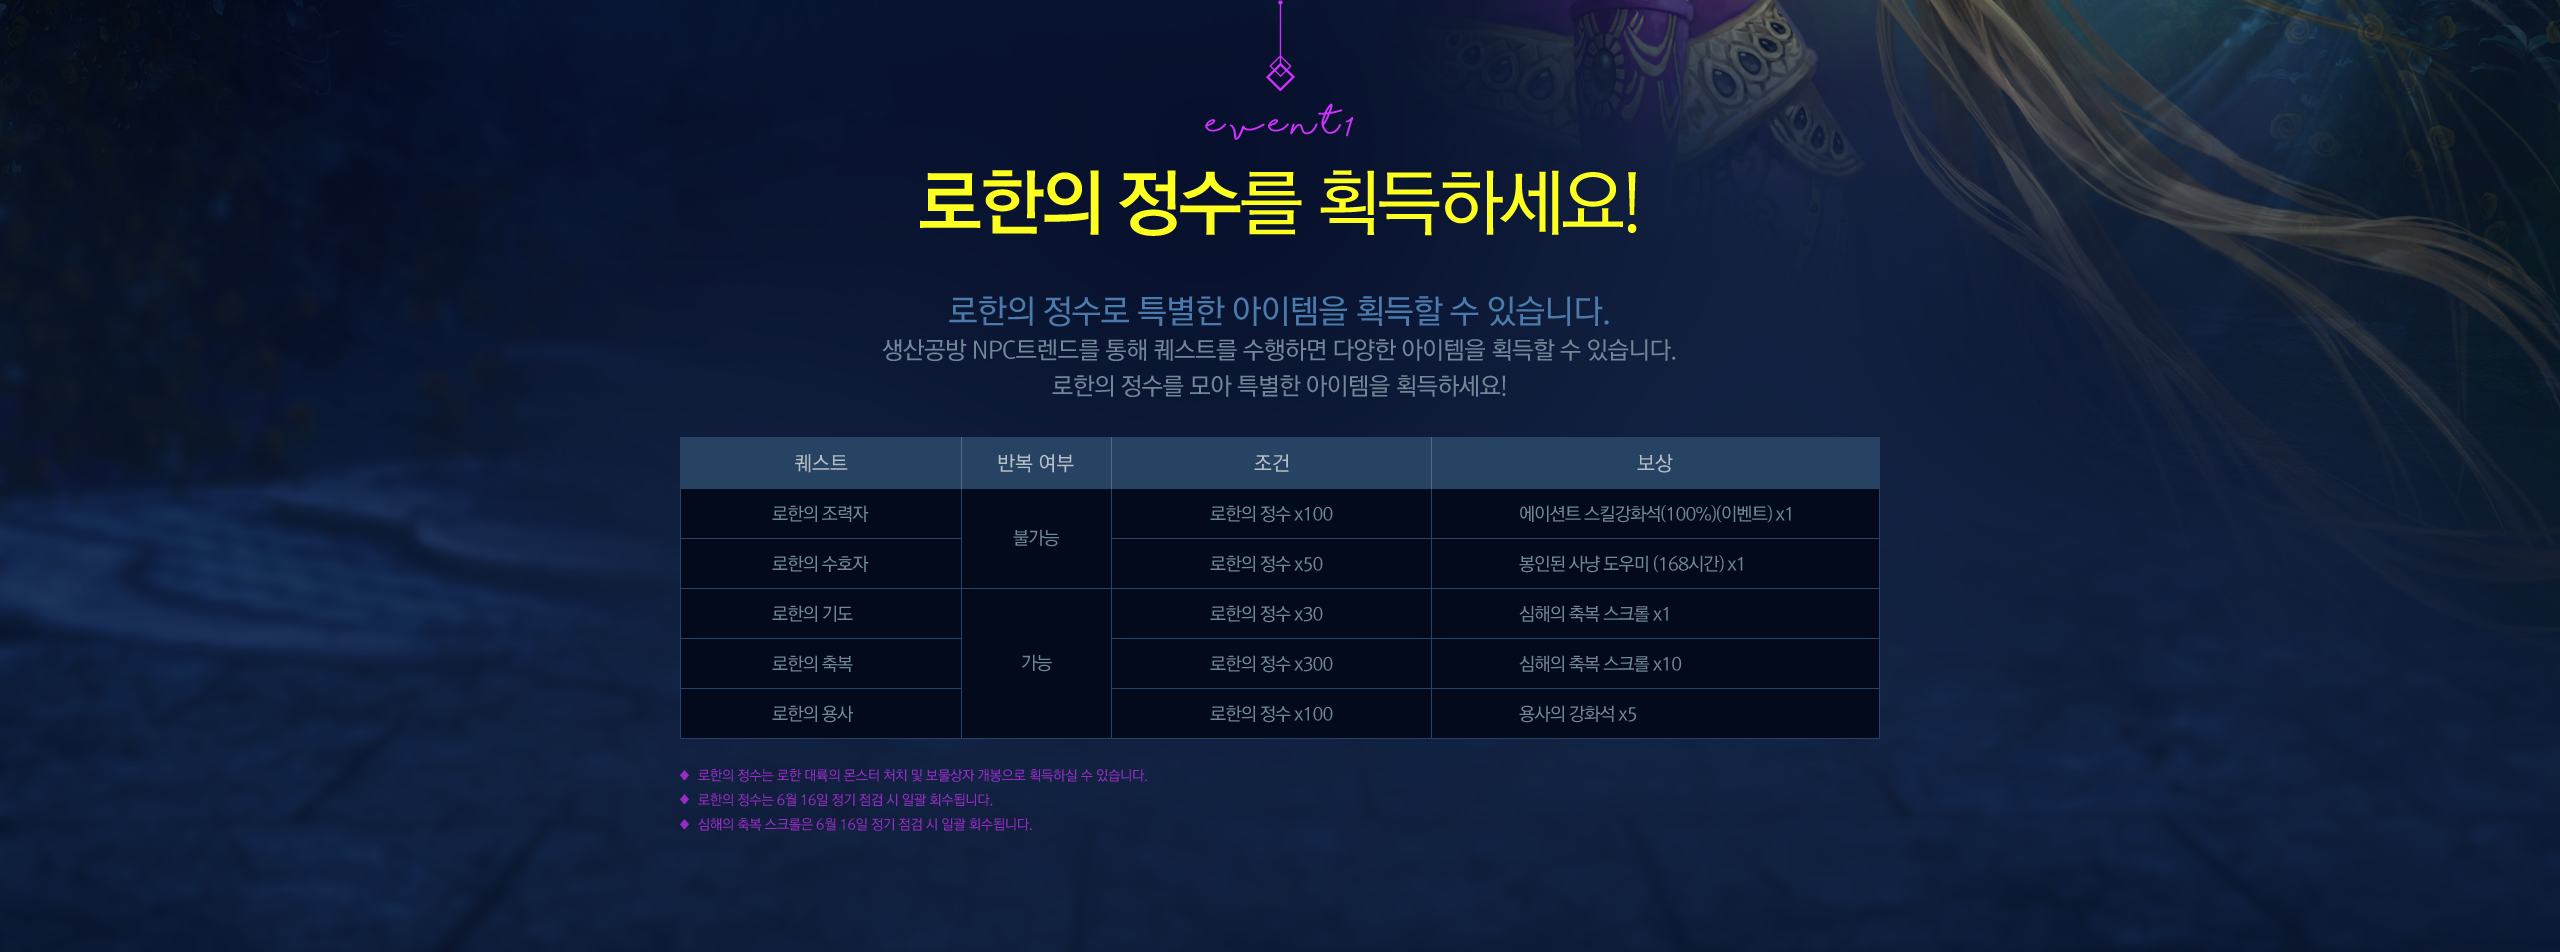 event1
로한의 정수를 획득하세요!
로한의 정수로 특별한 아이템을 획득할 수 있습니다.
생산공방 NPC트렌드를 통해 퀘스트를 수행하면 다양한 아이템을 획득할 수 있습니다.
로한의 정수를 모아 특별한 아이템을 획득하세요!
퀘스트 반복 여부 조건 보상
로한의 조력자 불가능 로한의 정수 x100 에이션트 스킬강화석(100%)(이벤트) x1
로한의 수호자 로한의 정수 x50 봉인된 사냥 도우미 (168시간) x1
로한의 기도 가능 로한의 정수 x30 심해의 축복 스크롤 x1
로한의 축복 로한의 정수 x300 심해의 축복 스크롤 x10
로한의 용사 로한의 정수 x100 용사의 강화석 x5
♦ 로한의 정수는 로한 대륙의 몬스터 처치 및 보물상자 개봉으로 획득하실 수 있습니다.
♦ 로한의 정수는 6월 16일 정기 점검 시 일괄 회수됩니다.
♦ 심해의 축복 스크롤은 6월 16일 정기 점검 시 일괄 회수됩니다.